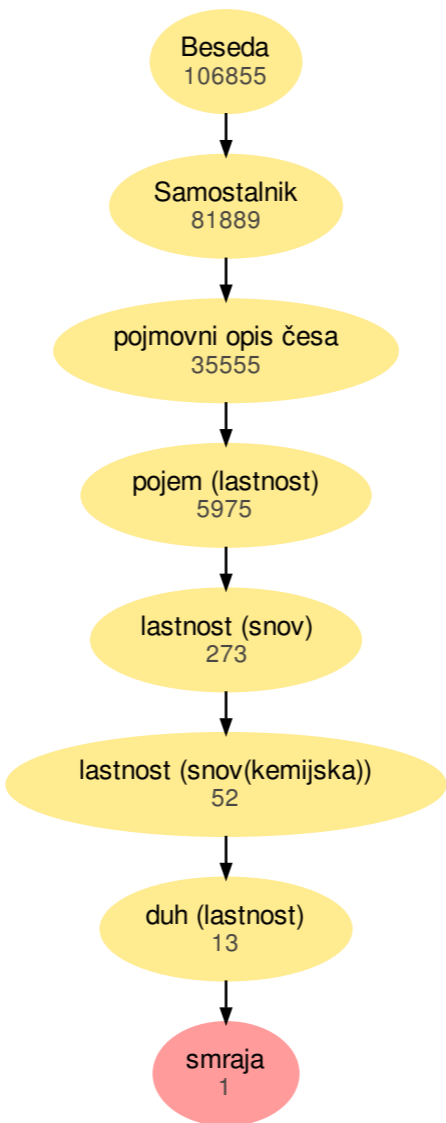 Beseda
106855
Samostalnik
81889
pojmovni opis česa
35555
pojem (lastnost)
5975
lastnost (snov)
273
lastnost (snov(kemijska))
52
duh (lastnost)
13
smraja
1